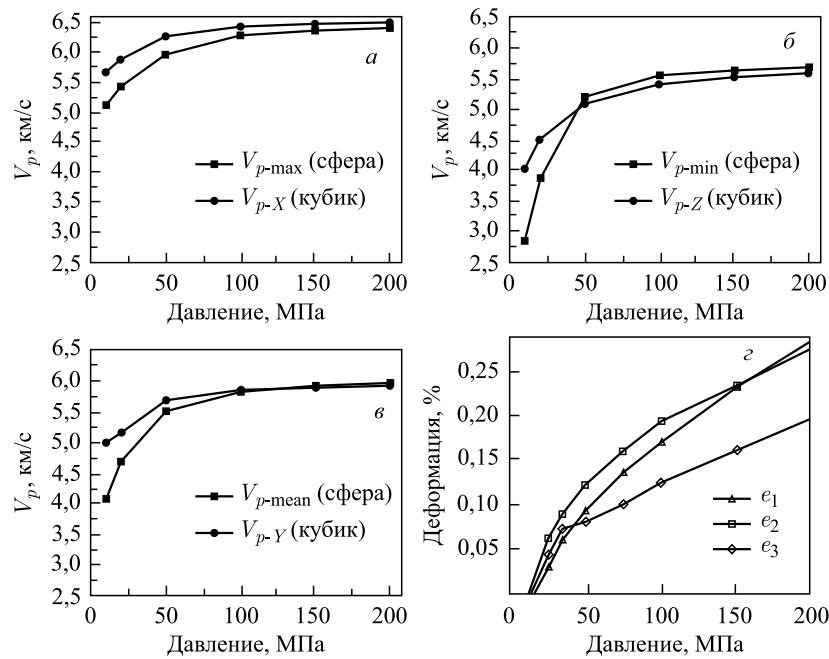 6,5
6,0
5,5
5,0
4,5
4,0
3,5
3,0
2,5
V_p, км/с
а
V_p-max (сфера)
V_p-X (кубик)
0 50 100 150 200
Давление, МПа
6,5
6,0
5,5
5,0
4,5
4,0
3,5
3,0
2,5
V_p, км/с
б
V_p-min (сфера)
V_p-Z (кубик)
0 50 100 150 200
Давление, МПа
6,5
6,0
5,5
5,0
4,5
4,0
3,5
3,0
2,5
V_p, км/с
в
V_p-mean (сфера)
V_p-Y (кубик)
0 50 100 150 200
Давление, МПа
0,25
0,20
0,15
0,10
0,05
Деформация, %
г
e1
e2
e3
0 50 100 150 200
Давление, МПа